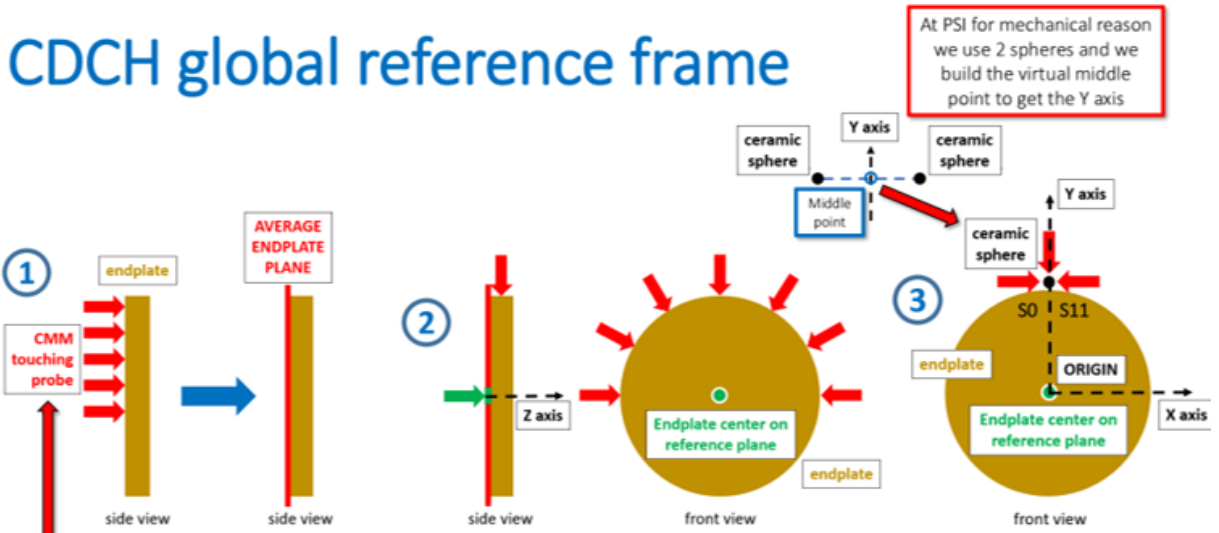 CDCH global reference frame
At PSI for mechanical reason
we use 2 spheres and we
build the virtual middle
point to get the Y axis
ceramic
sphere
Y axis
ceramic
sphere
Middle
point
Y axis
ceramic
sphere
1
endplate
CMM
touching
probe
side view
AVERAGE
ENDPLATE
PLANE
side view
2
Z axis
side view
Endplate center on
reference plane
endplate
front view
3
S0
S11
endplate
ORIGIN
X axis
Endplate center on
reference plane
front view